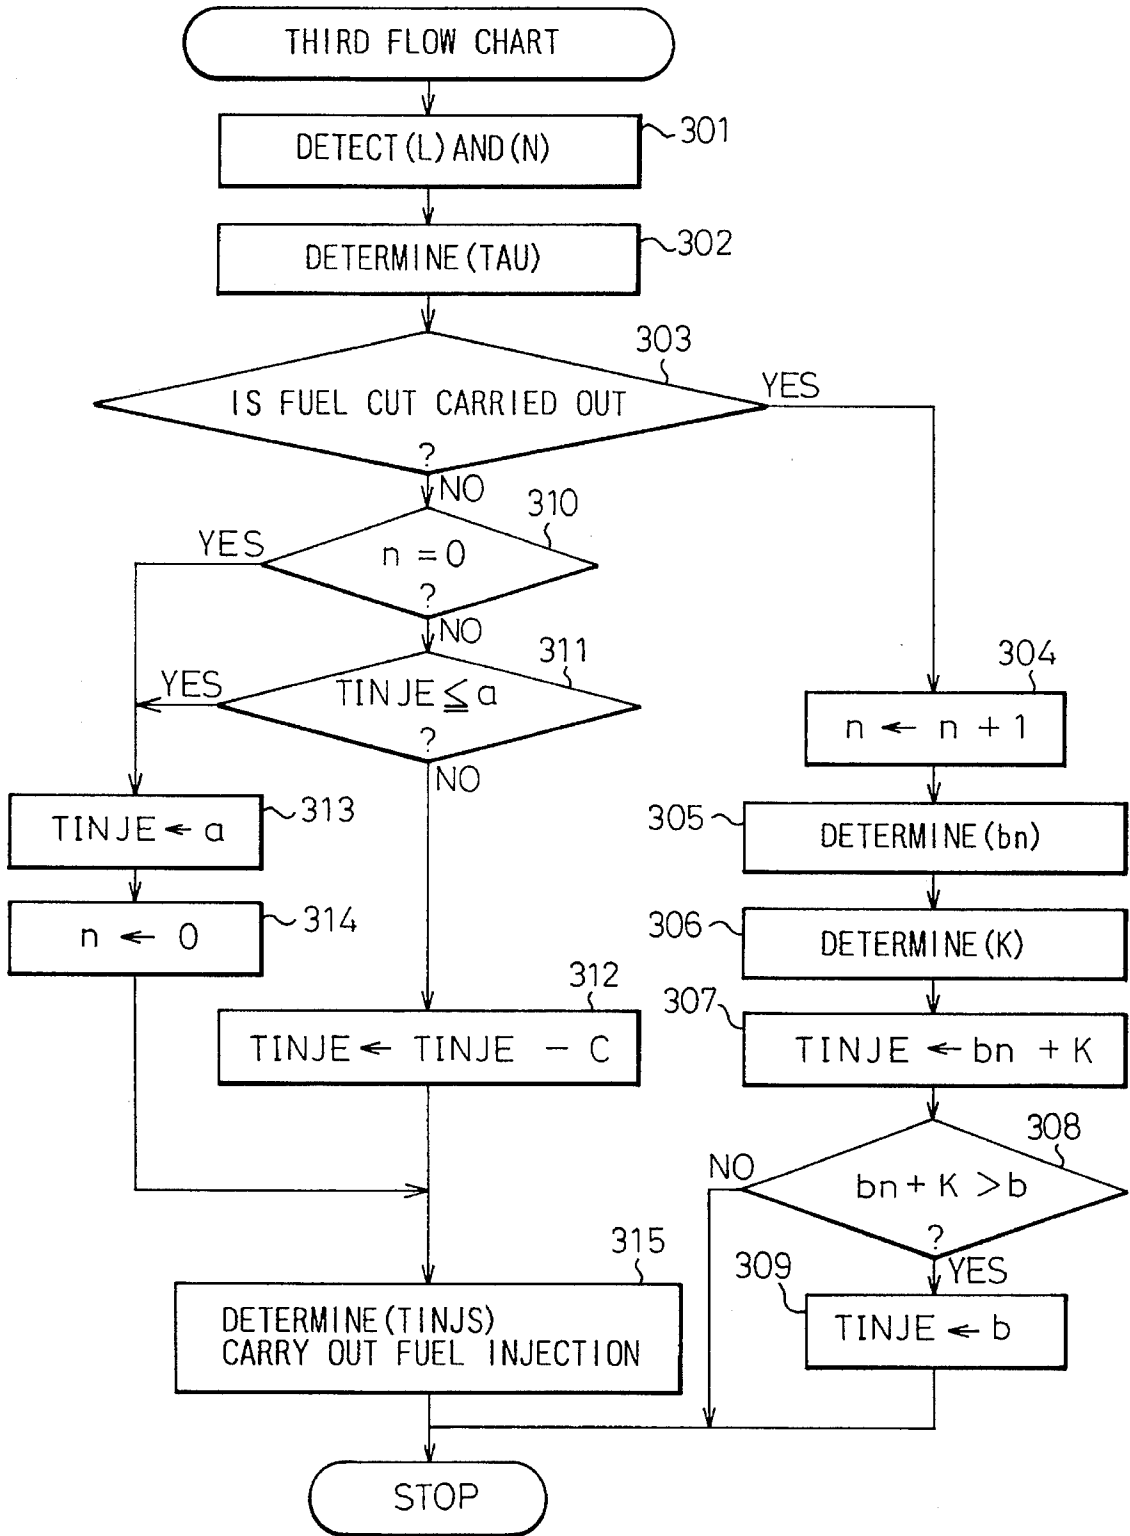 THIRD FLOW CHART
DETECT(L)AND(N)
301
DETERMINE(TAU)
302
303
IS FUEL CUT CARRIED OUT
?
YES
NO
310
YES
n = 0
?
NO
311
YES
TINJE ≦ a
?
NO
304
n ← n + 1
313
TINJE ← a
305
DETERMINE(bn)
314
n ← 0
306
DETERMINE(K)
312
TINJE ← TINJE - C
307
TINJE ← bn + K
308
NO
bn + K > b
?
YES
309
TINJE ← b
315
DETERMINE(TINJS)
CARRY OUT FUEL INJECTION
STOP